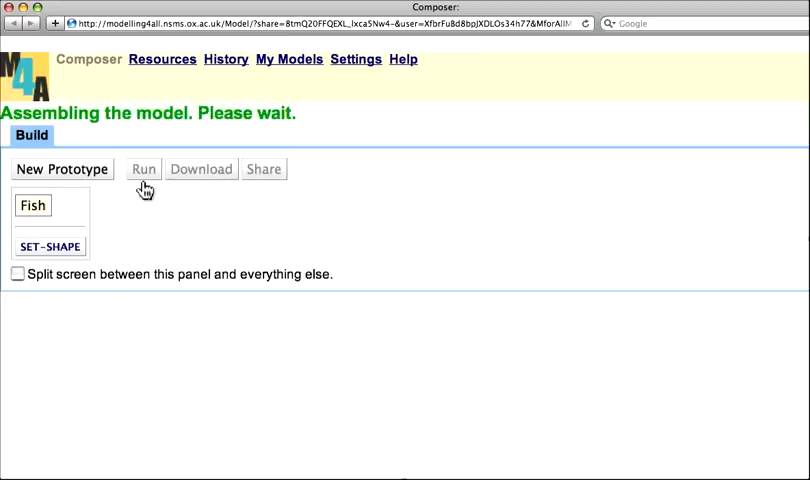 Composer:
http://modelling4all.nsms.ox.ac.uk/Model/?share=8tmQ20FFQEXL_lxca5Nw4-&user=XfbrFu8d8bpJXDLOs34h77&MforAllM
Google
M4A
Composer Resources History My Models Settings Help
Assembling the model. Please wait.
Build
New Prototype Run Download Share
Fish
SET-SHAPE
Split screen between this panel and everything else.